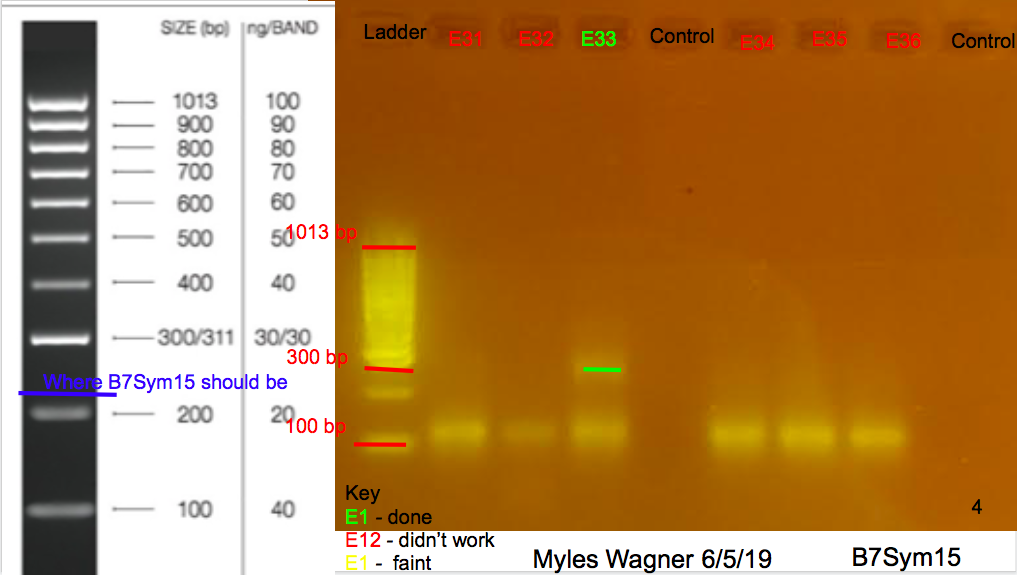 SIZE (bp) ng/BAND
1013 100
900 90
800 80
700 70
600 60
500 50
400 40
300/311 30/30
Where B7Sym15 should be
200 20
100 40
Ladder E31 E32 E33 Control E34 E35 E36 Control
1013 bp
300 bp
100 bp
Key
E1 - done
E12 - didn't work
E1 - faint
4
Myles Wagner 6/5/19 B7Sym15